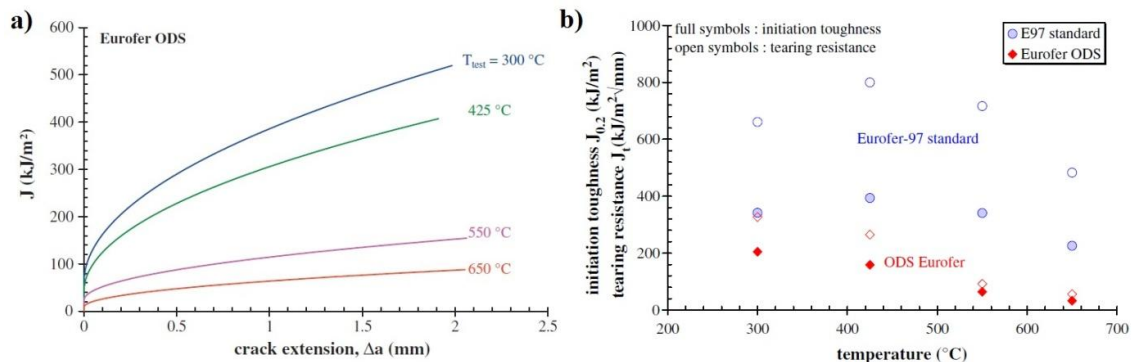 a)
Eurofer ODS
T_test = 300 °C
425 °C
550 °C
650 °C
600
500
400
300
200
100
0
0
0.5
1
1.5
2
2.5
J (kJ/m²)
crack extension, Δa (mm)
b)
full symbols : initiation toughness
open symbols : tearing resistance
E97 standard
Eurofer ODS
Eurofer-97 standard
ODS Eurofer
1000
800
600
400
200
0
200
300
400
500
600
700
initiation toughness J_0.2 (kJ/m²)
tearing resistance J_t(kJ/m²√mm)
temperature (°C)